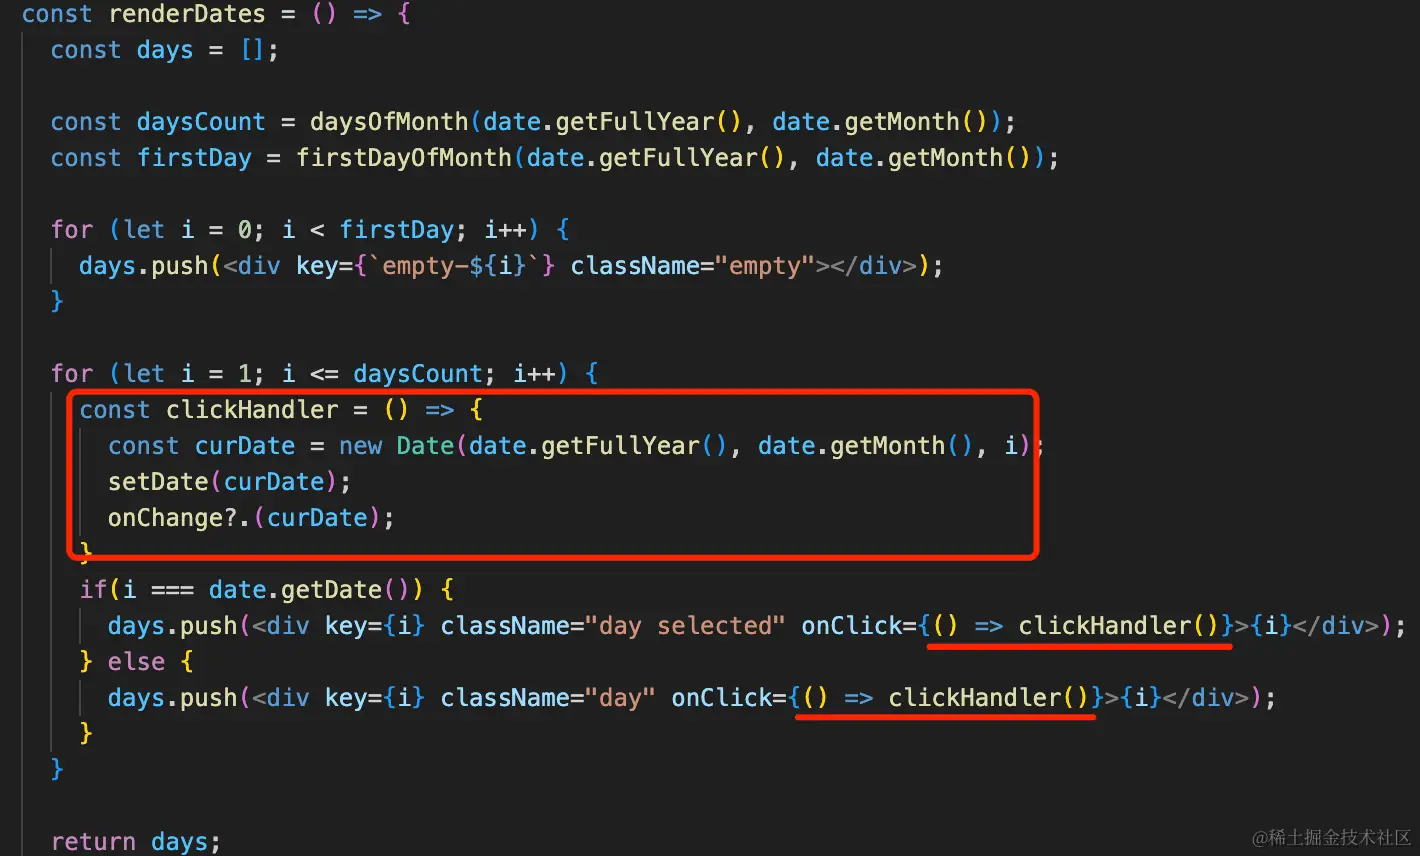 const renderDates = () => {
const days = [];
const daysCount = daysOfMonth(date.getFullYear(), date.getMonth());
const firstDay = firstDayOfMonth(date.getFullYear(), date.getMonth());
for (let i = 0; i < firstDay; i++) {
days.push(<div key={`empty-${i}`} className="empty"></div>);
}
for (let i = 1; i <= daysCount; i++) {
const clickHandler = () => {
const curDate = new Date(date.getFullYear(), date.getMonth(), i);
setDate(curDate);
onChange?.(curDate);
}
if(i === date.getDate()) {
days.push(<div key={i} className="day selected" onClick={() => clickHandler()}>{i}</div>);
} else {
days.push(<div key={i} className="day" onClick={() => clickHandler()}>{i}</div>);
}
}
return days;
@稀土掘金技术社区